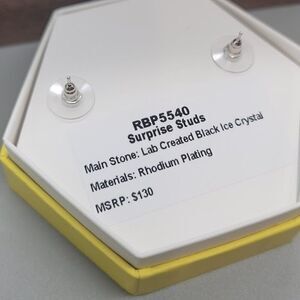 RBP5540
Surprise Studs
Main Stone: Lab Created Black Ice Crystal
Materials: Rhodium Plating
MSRP: $130